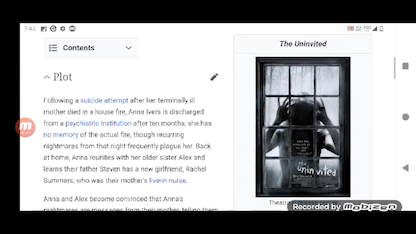 7:45
Contents
The Uninvited
Plot
Following a suicide attempt after her terminally ill
mother died in a house fire, Anna Ivers is discharged
from a psychiatric institution after ten months; she has
no memory of the actual fire, though recurring
nightmares from that night frequently plague her. Back
at home, Anna reunites with her older sister Alex and
learns their father Steven has a new girlfriend, Rachel
Summers, who was their mother's live-in nurse.
Anna and Alex become convinced that Anna's
nightmares are messages from their mother, telling them
the uninvited
Theatrical
Recorded by
mobizen